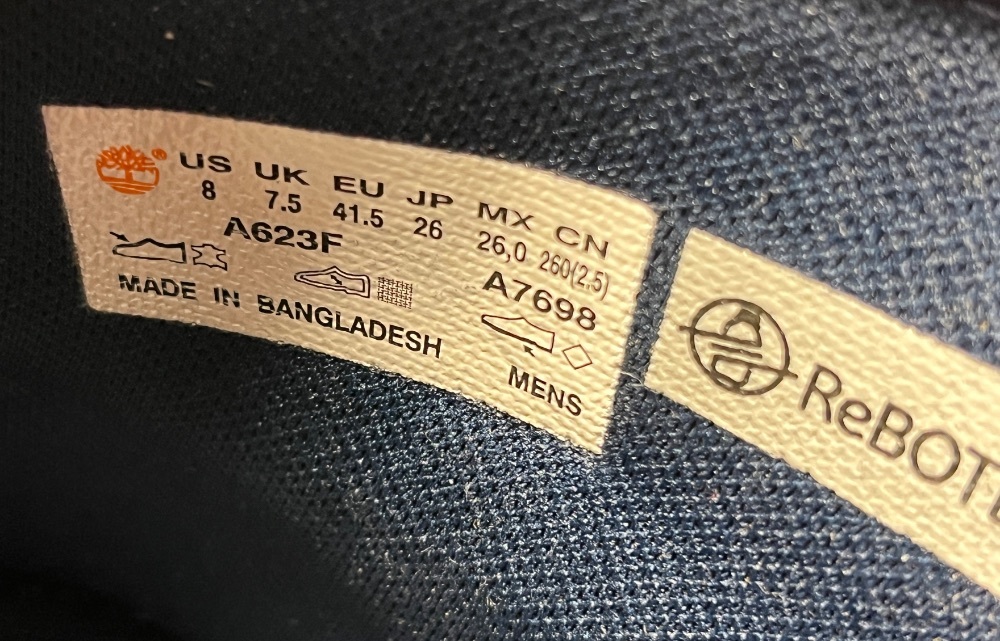 US UK EU JP MX CN
8 7.5 41.5 26 26,0 260(2.5)
A623F A7698
MADE IN BANGLADESH
MENS
ReBOT